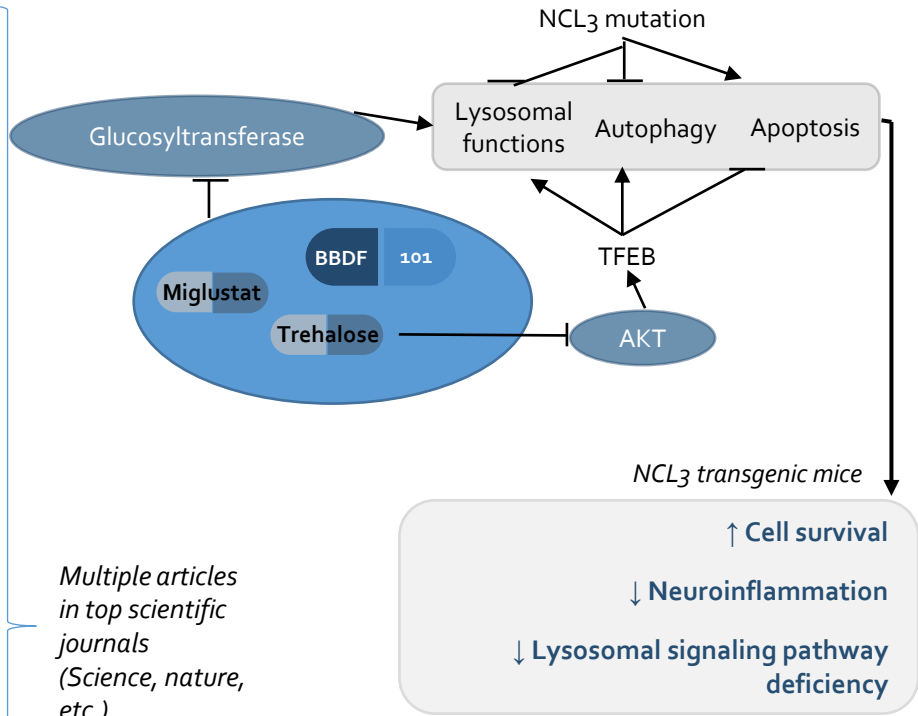 NCL3 mutation
Glucosyltransferase
Lysosomal
functions
Autophagy
Apoptosis
TFEB
BBDF
101
Miglustat
Trehalose
AKT
NCL3 transgenic mice
↑ Cell survival
↓ Neuroinflammation
↓ Lysosomal signaling pathway
deficiency
Multiple articles
in top scientific
journals
(Science, nature,
etc.)